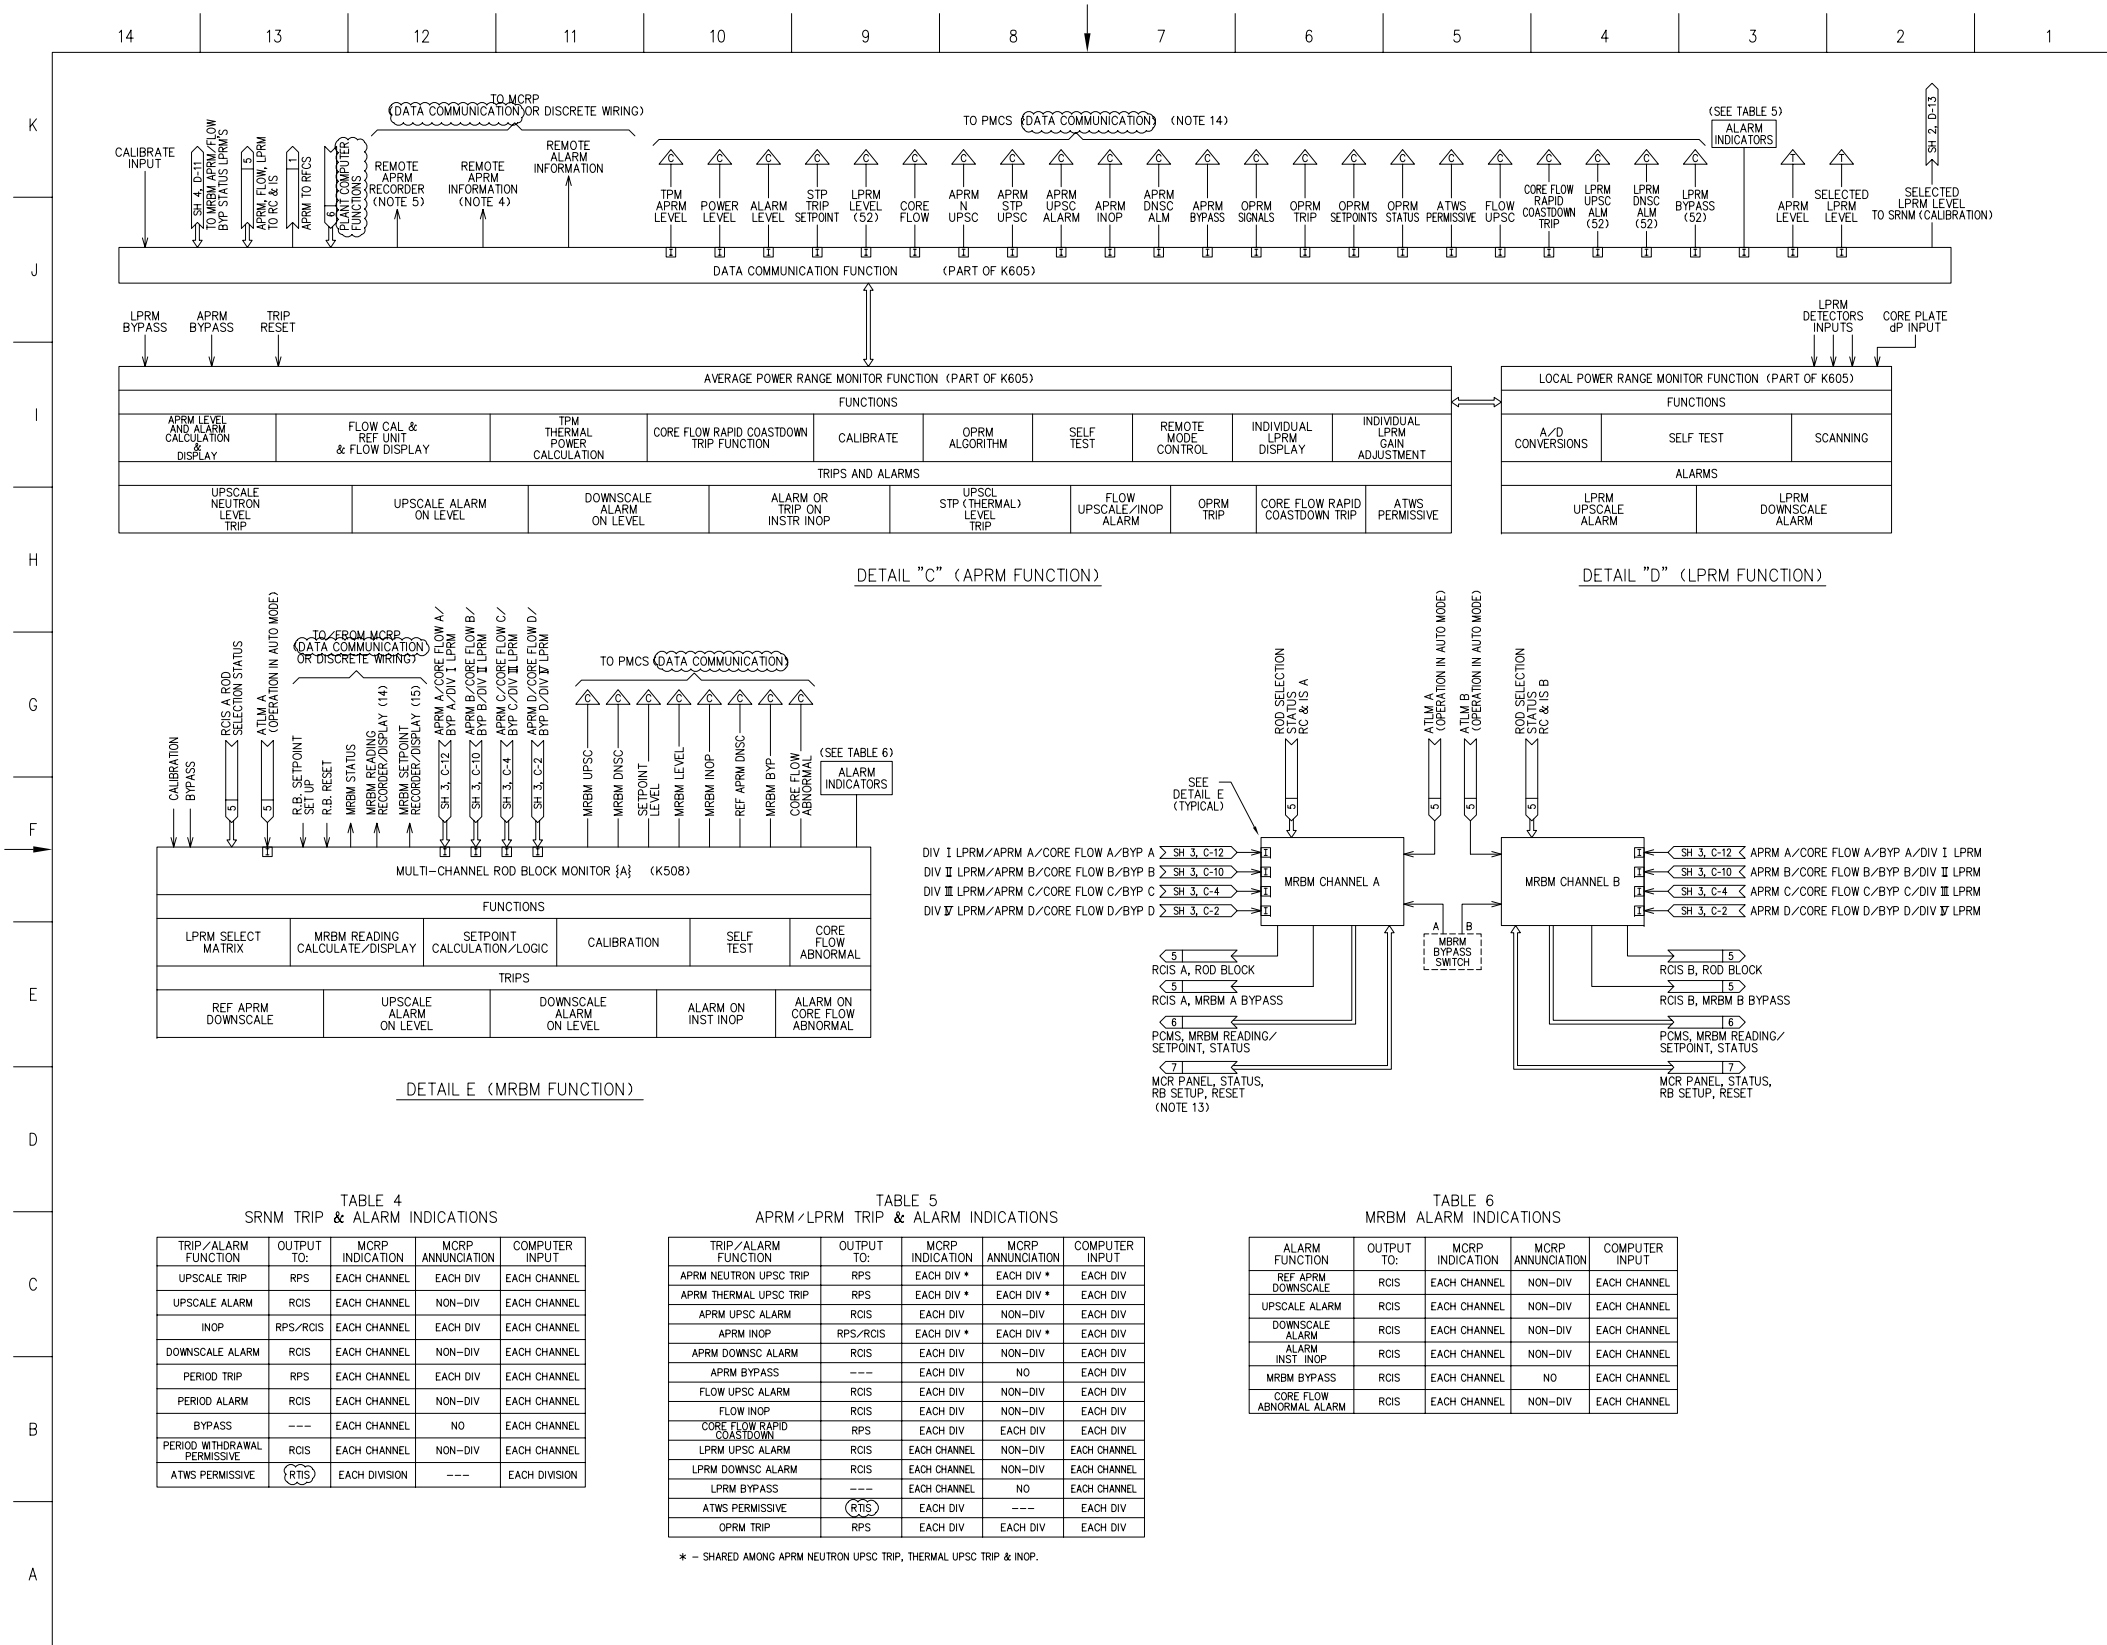 14 13 12 11 10 9 8 7 6 5 4 3 2 1
K
J
I
H
G
F
E
D
C
B
A
CALIBRATE
INPUT
SH 4, D-11
TO MRBM APRM/FLOW
BYP STATUS LPRM'S
5
APRM, FLOW, LPRM
TO RC & IS
1
APRM TO RFCS
6
PLANT COMPUTER
FUNCTIONS
TO MCRP
(DATA COMMUNICATION OR DISCRETE WIRING)
REMOTE
APRM
RECORDER
(NOTE 5)
REMOTE
APRM
INFORMATION
(NOTE 4)
REMOTE
ALARM
INFORMATION
TO PMCS (DATA COMMUNICATION) (NOTE 14)
C C C C C C C C C C C C C C C C C C C C C C T T
TPM
APRM
LEVEL
POWER
LEVEL
ALARM
LEVEL
STP
TRIP
SETPOINT
LPRM
LEVEL
(52)
CORE
FLOW
APRM
N
UPSC
APRM
STP
UPSC
APRM
UPSC
ALARM
APRM
INOP
APRM
DNSC
ALM
APRM
BYPASS
OPRM
SIGNALS
OPRM
TRIP
OPRM
SETPOINTS
OPRM
STATUS
ATWS
PERMISSIVE
FLOW
UPSC
CORE FLOW
RAPID
COASTDOWN
TRIP
LPRM
UPSC
ALM
(52)
LPRM
DNSC
ALM
(52)
LPRM
BYPASS
(52)
(SEE TABLE 5)
ALARM
INDICATORS
APRM
LEVEL
SELECTED
LPRM
LEVEL
SH 2, D-13
SELECTED
LPRM LEVEL
TO SRNM (CALIBRATION)
I I I I I I I I I I I I I I I I I I I I I I I I I
DATA COMMUNICATION FUNCTION (PART OF K605)
LPRM
BYPASS
APRM
BYPASS
TRIP
RESET
LPRM
DETECTORS
INPUTS
CORE PLATE
dP INPUT
AVERAGE POWER RANGE MONITOR FUNCTION (PART OF K605)
FUNCTIONS
APRM LEVEL
AND ALARM
CALCULATION
&
DISPLAY
FLOW CAL &
REF UNIT
& FLOW DISPLAY
TPM
THERMAL
POWER
CALCULATION
CORE FLOW RAPID COASTDOWN
TRIP FUNCTION
CALIBRATE
OPRM
ALGORITHM
SELF
TEST
REMOTE
MODE
CONTROL
INDIVIDUAL
LPRM
DISPLAY
INDIVIDUAL
LPRM
GAIN
ADJUSTMENT
TRIPS AND ALARMS
UPSCALE
NEUTRON
LEVEL
TRIP
UPSCALE ALARM
ON LEVEL
DOWNSCALE
ALARM
ON LEVEL
ALARM OR
TRIP ON
INSTR INOP
UPSCL
STP (THERMAL)
LEVEL
TRIP
FLOW
UPSCALE/INOP
ALARM
OPRM
TRIP
CORE FLOW RAPID
COASTDOWN TRIP
ATWS
PERMISSIVE
LOCAL POWER RANGE MONITOR FUNCTION (PART OF K605)
FUNCTIONS
A/D
CONVERSIONS
SELF TEST
SCANNING
ALARMS
LPRM
UPSCALE
ALARM
LPRM
DOWNSCALE
ALARM
DETAIL "C" (APRM FUNCTION)
DETAIL "D" (LPRM FUNCTION)
CALIBRATION
BYPASS
RCIS A ROD
SELECTION STATUS
5
ATLM A
(OPERATION IN AUTO MODE)
5
TO/FROM MCRP
(DATA COMMUNICATION
OR DISCRETE WIRING)
R.B. SETPOINT
SET UP
R.B. RESET
MRBM STATUS
MRBM READING
RECORDER/DISPLAY (14)
MRBM SETPOINT
RECORDER/DISPLAY (15)
APRM A/CORE FLOW A/
BYP A/DIV I LPRM
SH 3, C-12
APRM B/CORE FLOW B/
BYP B/DIV II LPRM
SH 3, C-10
APRM C/CORE FLOW C/
BYP C/DIV III LPRM
SH 3, C-4
APRM D/CORE FLOW D/
BYP D/DIV IV LPRM
SH 3, C-2
TO PMCS (DATA COMMUNICATION)
C C C C C C C C
MRBM UPSC
MRBM DNSC
SETPOINT
LEVEL
MRBM LEVEL
MRBM INOP
REF APRM DNSC
MRBM BYP
CORE FLOW
ABNORMAL
(SEE TABLE 6)
ALARM
INDICATORS
I I I I I
MULTI-CHANNEL ROD BLOCK MONITOR {A} (K508)
FUNCTIONS
LPRM SELECT
MATRIX
MRBM READING
CALCULATE/DISPLAY
SETPOINT
CALCULATION/LOGIC
CALIBRATION
SELF
TEST
CORE
FLOW
ABNORMAL
TRIPS
REF APRM
DOWNSCALE
UPSCALE
ALARM
ON LEVEL
DOWNSCALE
ALARM
ON LEVEL
ALARM ON
INST INOP
ALARM ON
CORE FLOW
ABNORMAL
DETAIL E (MRBM FUNCTION)
ROD SELECTION
STATUS
RC & IS A
5
ATLM A
(OPERATION IN AUTO MODE)
5
ATLM B
(OPERATION IN AUTO MODE)
5
ROD SELECTION
STATUS
RC & IS B
5
SEE
DETAIL E
(TYPICAL)
DIV I LPRM/APRM A/CORE FLOW A/BYP A SH 3, C-12 I
DIV II LPRM/APRM B/CORE FLOW B/BYP B SH 3, C-10 I
DIV III LPRM/APRM C/CORE FLOW C/BYP C SH 3, C-4 I
DIV IV LPRM/APRM D/CORE FLOW D/BYP D SH 3, C-2 I
MRBM CHANNEL A
MRBM CHANNEL B
I SH 3, C-12 APRM A/CORE FLOW A/BYP A/DIV I LPRM
I SH 3, C-10 APRM B/CORE FLOW B/BYP B/DIV II LPRM
I SH 3, C-4 APRM C/CORE FLOW C/BYP C/DIV III LPRM
I SH 3, C-2 APRM D/CORE FLOW D/BYP D/DIV IV LPRM
A B
MBRM
BYPASS
SWITCH
5
RCIS A, ROD BLOCK
5
RCIS A, MRBM A BYPASS
6
PCMS, MRBM READING/
SETPOINT, STATUS
7
MCR PANEL, STATUS,
RB SETUP, RESET
(NOTE 13)
5
RCIS B, ROD BLOCK
5
RCIS B, MRBM B BYPASS
6
PCMS, MRBM READING/
SETPOINT, STATUS
7
MCR PANEL, STATUS,
RB SETUP, RESET
TABLE 4
SRNM TRIP & ALARM INDICATIONS
TRIP/ALARM FUNCTION OUTPUT TO: MCRP INDICATION MCRP ANNUNCIATION COMPUTER INPUT
UPSCALE TRIP RPS EACH CHANNEL EACH DIV EACH CHANNEL
UPSCALE ALARM RCIS EACH CHANNEL NON-DIV EACH CHANNEL
INOP RPS/RCIS EACH CHANNEL EACH DIV EACH CHANNEL
DOWNSCALE ALARM RCIS EACH CHANNEL NON-DIV EACH CHANNEL
PERIOD TRIP RPS EACH CHANNEL EACH DIV EACH CHANNEL
PERIOD ALARM RCIS EACH CHANNEL NON-DIV EACH CHANNEL
BYPASS --- EACH CHANNEL NO EACH CHANNEL
PERIOD WITHDRAWAL PERMISSIVE RCIS EACH CHANNEL NON-DIV EACH CHANNEL
ATWS PERMISSIVE RTIS EACH DIVISION --- EACH DIVISION
TABLE 5
APRM/LPRM TRIP & ALARM INDICATIONS
TRIP/ALARM FUNCTION OUTPUT TO: MCRP INDICATION MCRP ANNUNCIATION COMPUTER INPUT
APRM NEUTRON UPSC TRIP RPS EACH DIV * EACH DIV * EACH DIV
APRM THERMAL UPSC TRIP RPS EACH DIV * EACH DIV * EACH DIV
APRM UPSC ALARM RCIS EACH DIV NON-DIV EACH DIV
APRM INOP RPS/RCIS EACH DIV * EACH DIV * EACH DIV
APRM DOWNSC ALARM RCIS EACH DIV NON-DIV EACH DIV
APRM BYPASS --- EACH DIV NO EACH DIV
FLOW UPSC ALARM RCIS EACH DIV NON-DIV EACH DIV
FLOW INOP RCIS EACH DIV NON-DIV EACH DIV
CORE FLOW RAPID COASTDOWN RPS EACH DIV EACH DIV EACH DIV
LPRM UPSC ALARM RCIS EACH CHANNEL NON-DIV EACH CHANNEL
LPRM DOWNSC ALARM RCIS EACH CHANNEL NON-DIV EACH CHANNEL
LPRM BYPASS --- EACH CHANNEL NO EACH CHANNEL
ATWS PERMISSIVE RTIS EACH DIV --- EACH DIV
OPRM TRIP RPS EACH DIV EACH DIV EACH DIV
* - SHARED AMONG APRM NEUTRON UPSC TRIP, THERMAL UPSC TRIP & INOP.
TABLE 6
MRBM ALARM INDICATIONS
ALARM FUNCTION OUTPUT TO: MCRP INDICATION MCRP ANNUNCIATION COMPUTER INPUT
REF APRM DOWNSCALE RCIS EACH CHANNEL NON-DIV EACH CHANNEL
UPSCALE ALARM RCIS EACH CHANNEL NON-DIV EACH CHANNEL
DOWNSCALE ALARM RCIS EACH CHANNEL NON-DIV EACH CHANNEL
ALARM INST INOP RCIS EACH CHANNEL NON-DIV EACH CHANNEL
MRBM BYPASS RCIS EACH CHANNEL NO EACH CHANNEL
CORE FLOW ABNORMAL ALARM RCIS EACH CHANNEL NON-DIV EACH CHANNEL